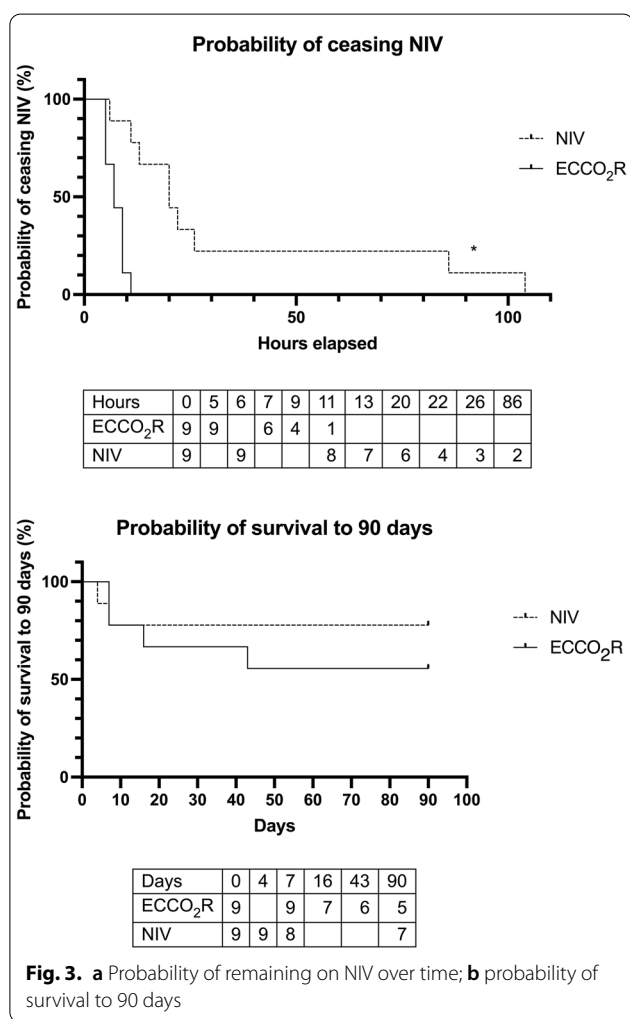 Probability of ceasing NIV
Probability of ceasing NIV (%)
100
50
0
0 50 100
Hours elapsed
*
NIV
ECCO₂R
Hours 0 5 6 7 9 11 13 20 22 26 86
ECCO₂R 9 9 6 4 1
NIV 9 9 8 7 6 4 3 2
Probability of survival to 90 days
Probability of survival to 90 days (%)
100
50
0
0 10 20 30 40 50 60 70 80 90 100
Days
NIV
ECCO₂R
Days 0 4 7 16 43 90
ECCO₂R 9 9 7 6 5
NIV 9 9 8 7
Fig. 3. a Probability of remaining on NIV over time; b probability of
survival to 90 days